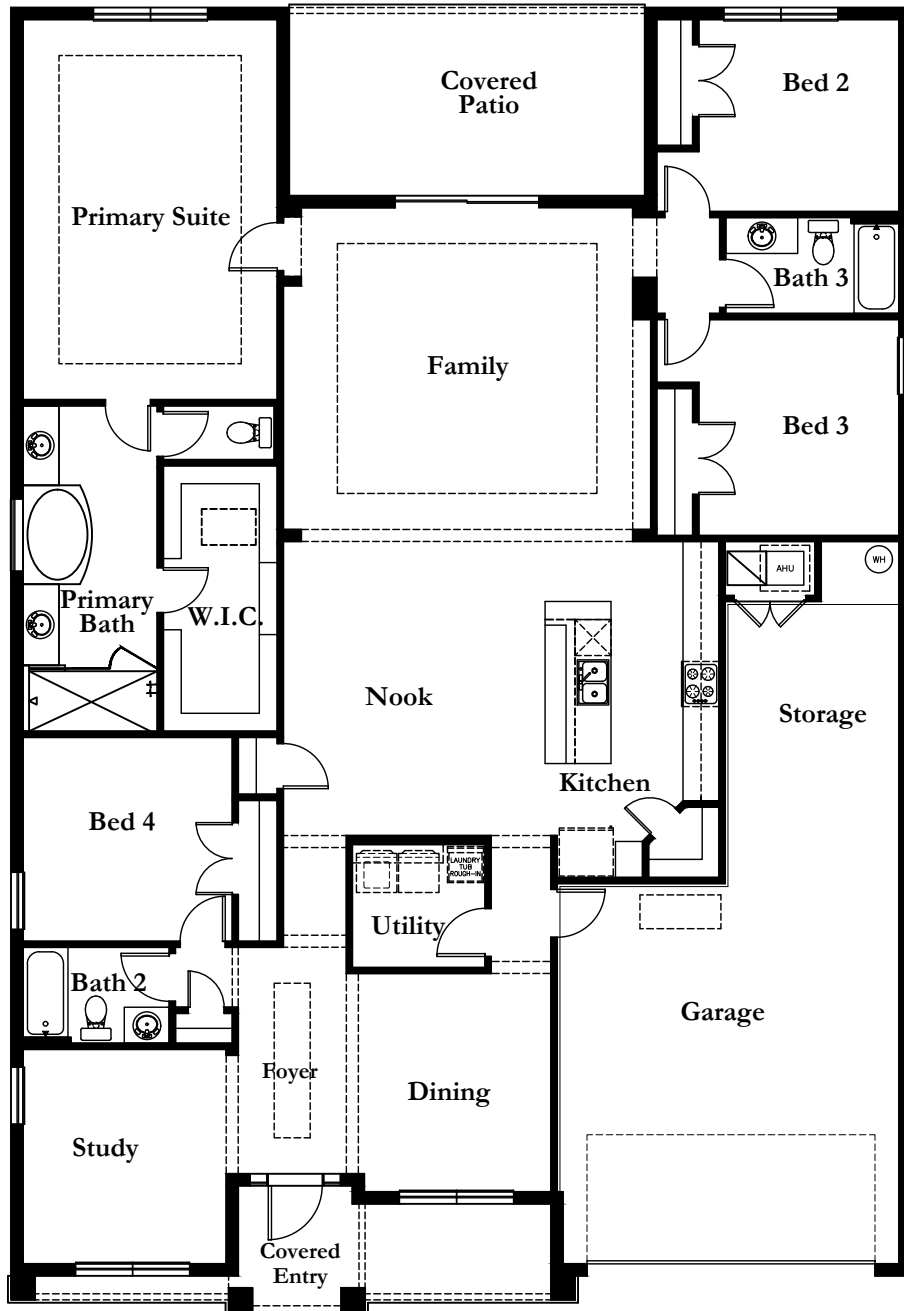 Covered
Patio
Bed 2
Primary Suite
Bath 3
Family
Bed 3
Primary
Bath
W.I.C.
AHU
WH
Nook
Storage
Kitchen
Bed 4
LAUNDRY
TUB
ROUGH-IN
Utility
Bath 2
Garage
Foyer
Dining
Study
Covered
Entry